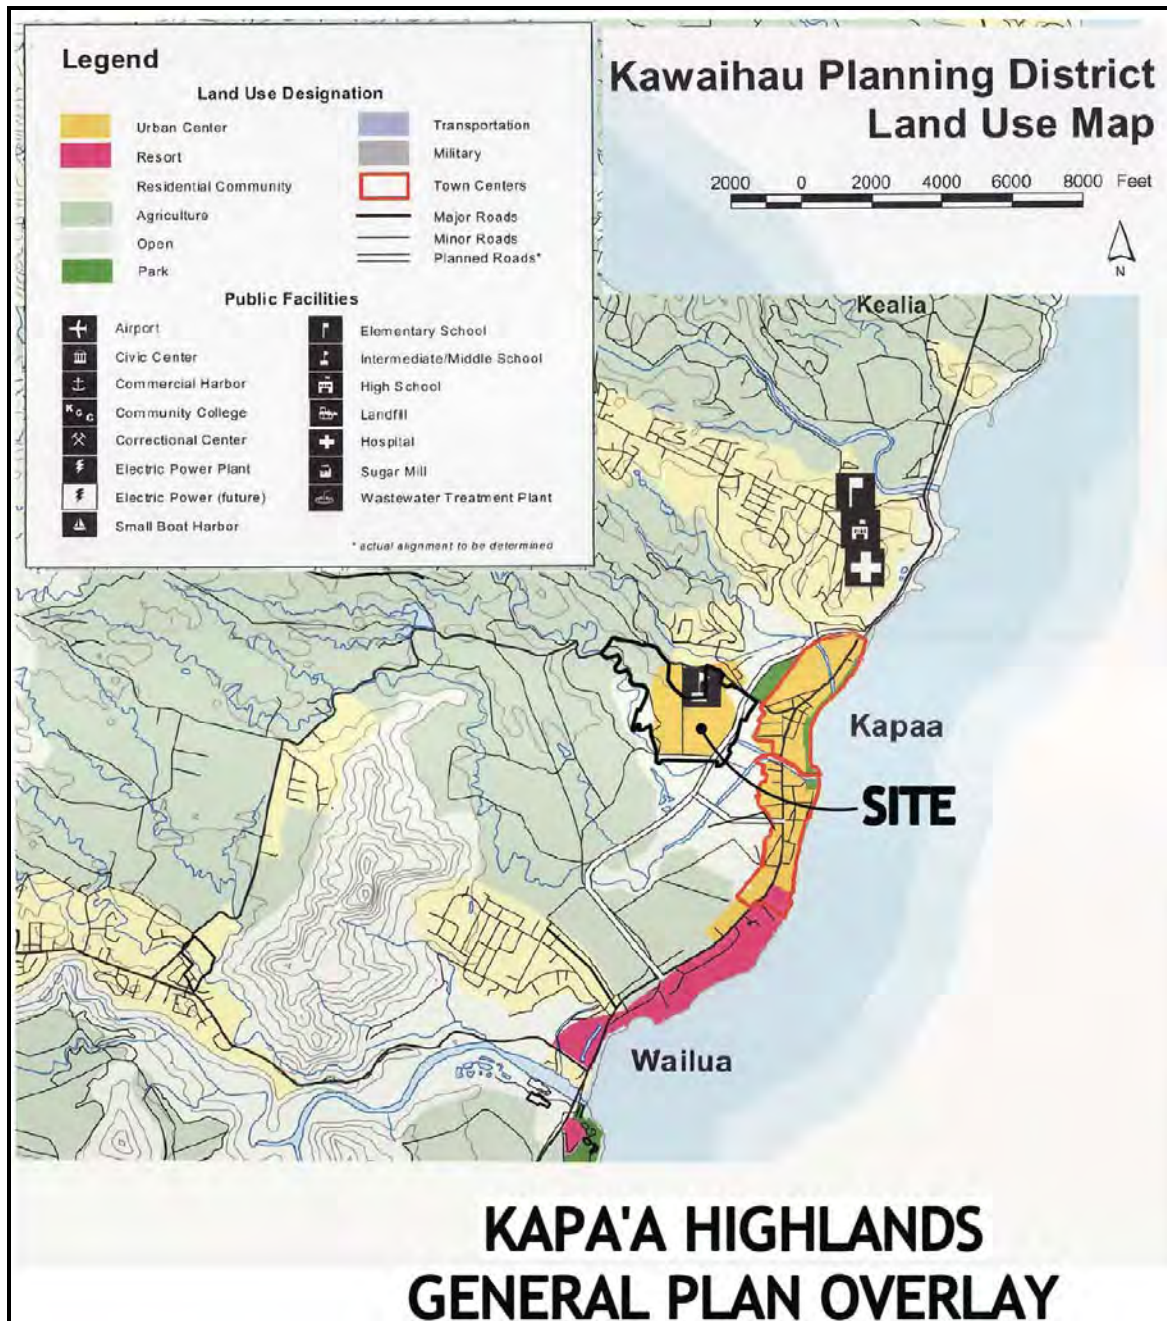 Legend
Land Use Designation
Urban Center
Resort
Residential Community
Agriculture
Open
Park
Transportation
Military
Town Centers
Major Roads
Minor Roads
Planned Roads*
Public Facilities
Airport
Civic Center
Commercial Harbor
KCC Community College
Correctional Center
Electric Power Plant
Electric Power (future)
Small Boat Harbor
Elementary School
Intermediate/Middle School
High School
Landfill
Hospital
Sugar Mill
Wastewater Treatment Plant
* actual alignment to be determined
Kawaihau Planning District
Land Use Map
2000 0 2000 4000 6000 8000 Feet
N
Kealia
Kapaa
SITE
Wailua
KAPA'A HIGHLANDS
GENERAL PLAN OVERLAY